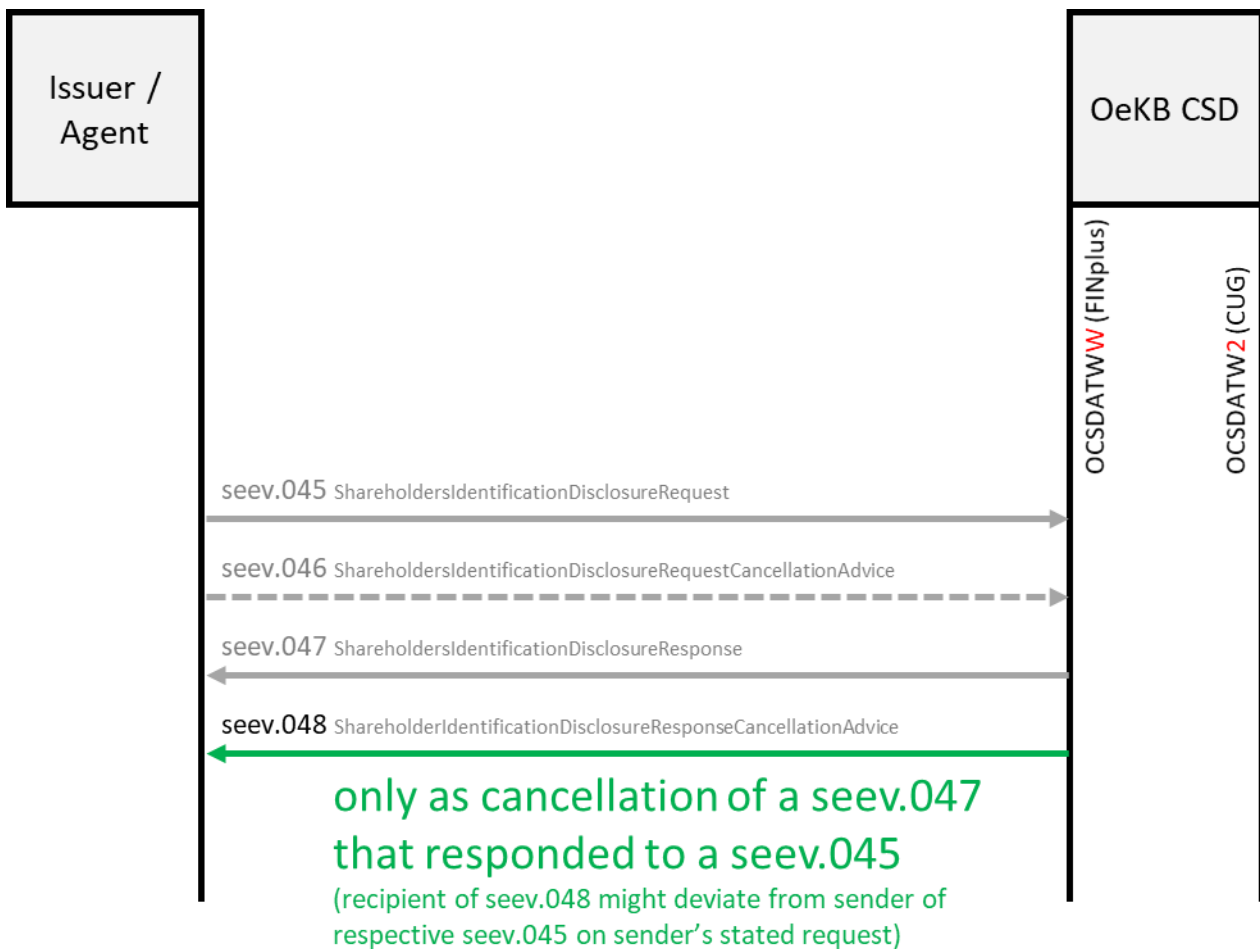 Issuer /
Agent
OeKB CSD
OCSDATWW (FINplus)
OCSDATW2 (CUG)
seev.045 ShareholdersIdentificationDisclosureRequest
seev.046 ShareholdersIdentificationDisclosureRequestCancellationAdvice
seev.047 ShareholdersIdentificationDisclosureResponse
seev.048 ShareholderIdentificationDisclosureResponseCancellationAdvice
only as cancellation of a seev.047
that responded to a seev.045
(recipient of seev.048 might deviate from sender of
respective seev.045 on sender’s stated request)